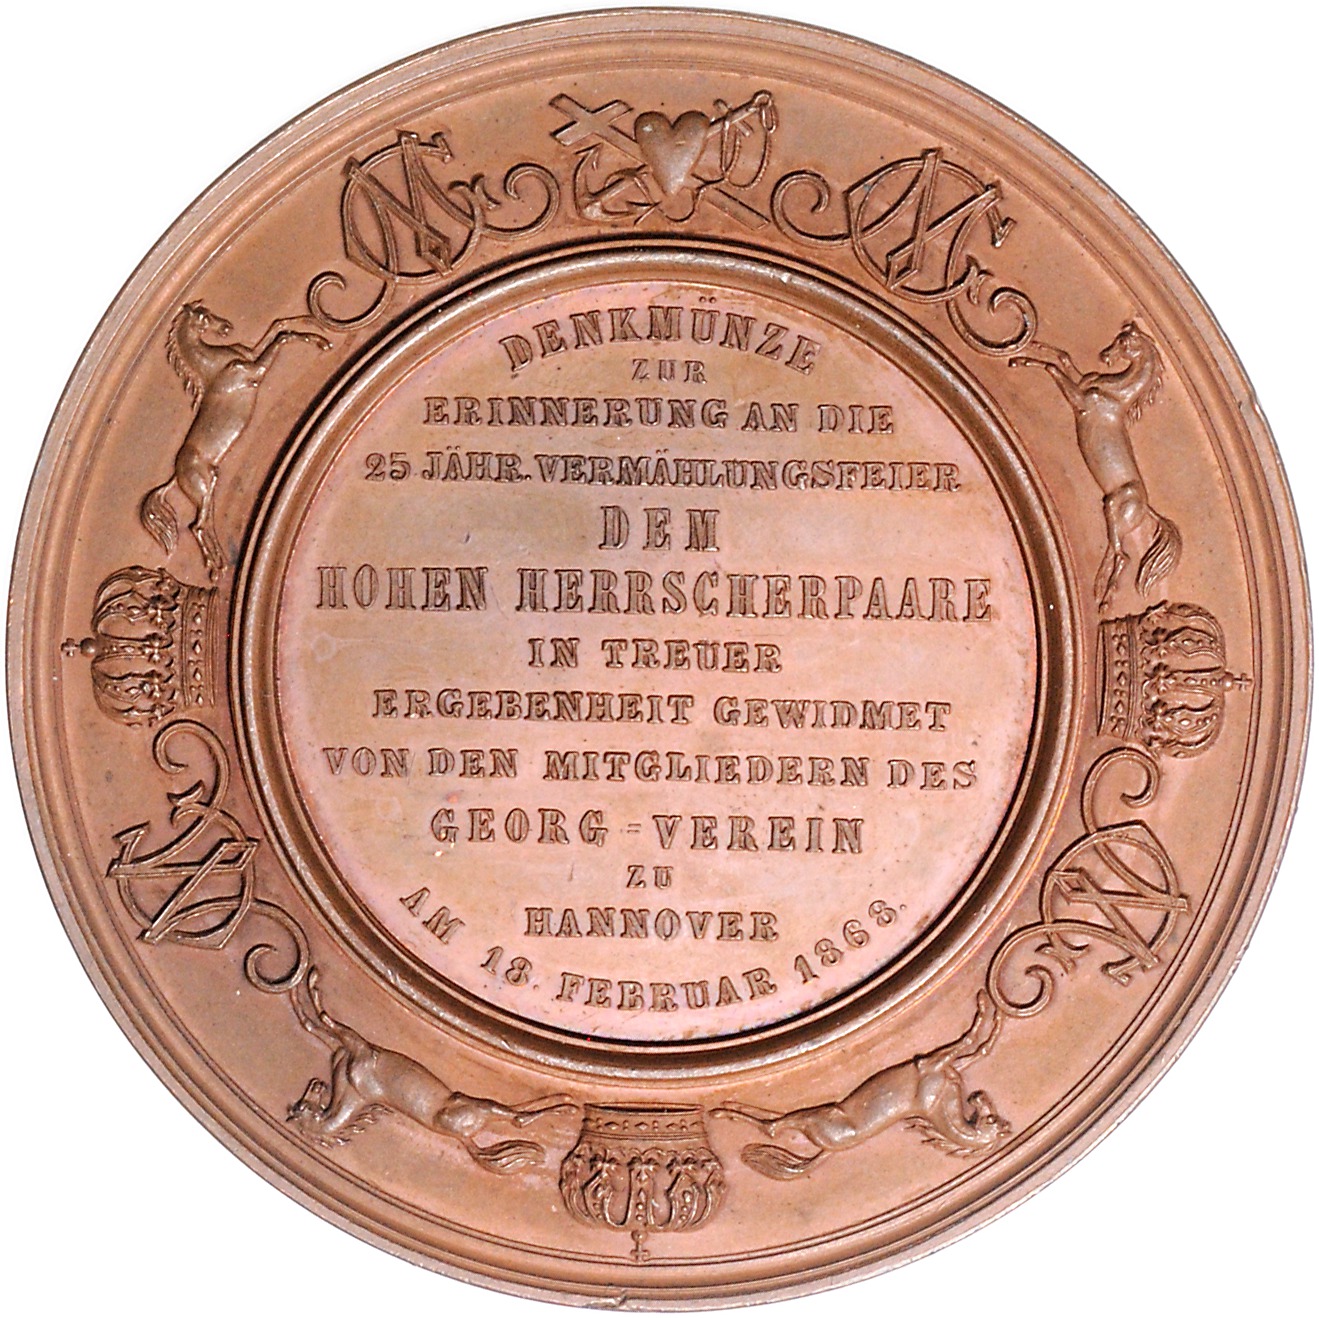 DENKMÜNZE
ZUR
ERINNERUNG AN DIE
25 JÄHR. VERMÄHLUNGSFEIER
DEM
HOHEN HERRSCHERPAARE
IN TREUER
ERGEBENHEIT GEWIDMET
VON DEN MITGLIEDERN DES
GEORG=VEREIN
ZU
HANNOVER
AM 18. FEBRUAR 1868.